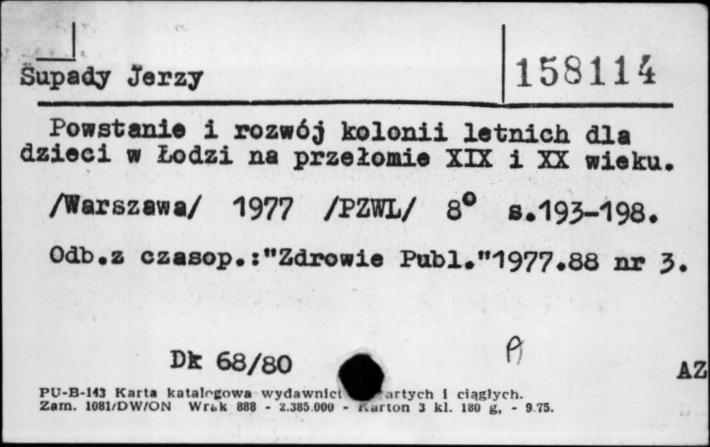 Supady Jerzy
158114
Powstanie i rozwój kolonii letnich dla
dzieci w Łodzi na przełomie XIX i XX wieku.
/Warszawa/ 1977 /PZWL/ 8° s.193-198.
Odb.z czasop.:"Zdrowie Publ."1977.88 nr 3.
Dk 68/80
A
AZ
PU-B-143 Karta katalogowa wydawnict artych i ciągłych.
Zam. 1081/DW/ON Wrak 888 - 2.385.000 - Karton 3 kl. 180 g, - 9.75.